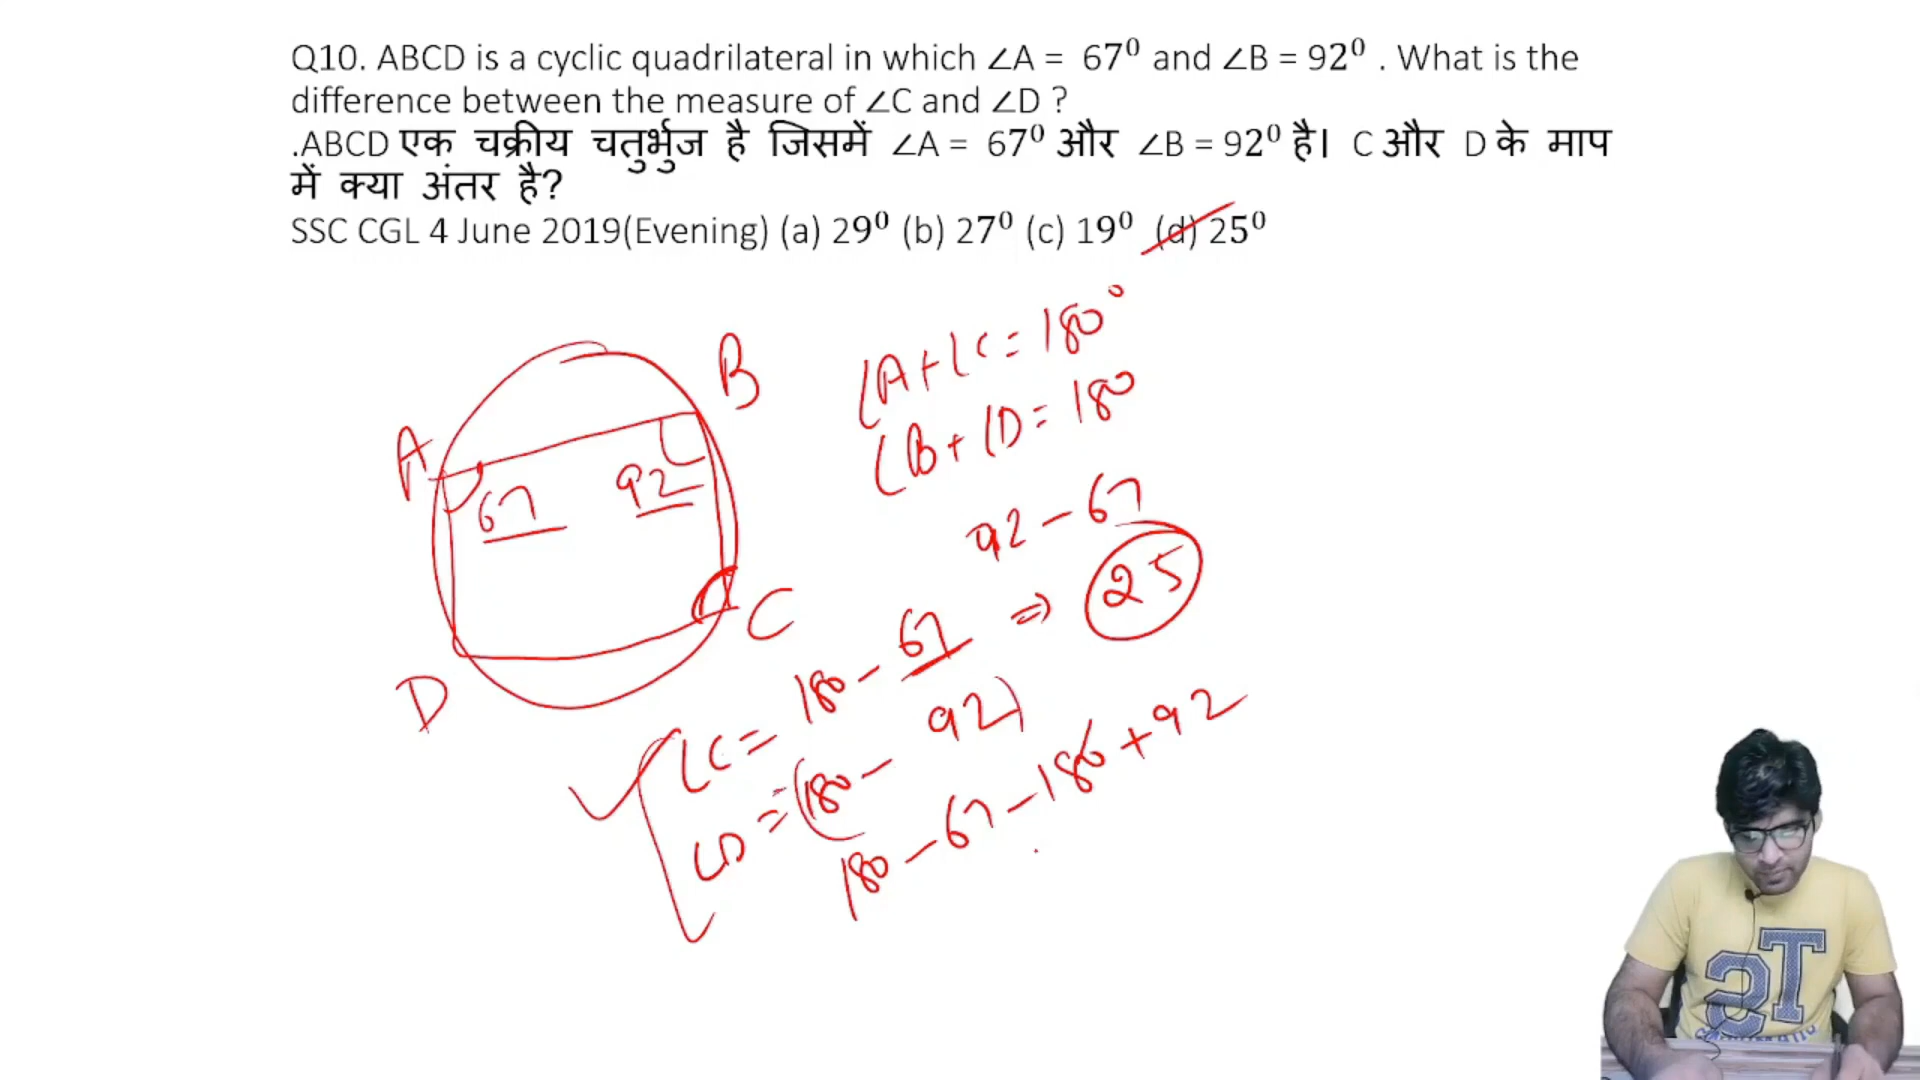 Q10. ABCD is a cyclic quadrilateral in which ∠A = 67⁰ and ∠B = 92⁰ . What is the
difference between the measure of ∠C and ∠D ?
.ABCD एक चक्रीय चतुर्भुज है जिसमें ∠A = 67⁰ और ∠B = 92⁰ है। C और D के माप
में क्या अंतर है?
SSC CGL 4 June 2019(Evening) (a) 29⁰ (b) 27⁰ (c) 19⁰ (d) 25⁰
∠A+∠C=180°
∠B+∠D=180
B
A
67
92
92-67
⇒ 25
C
D
∠C=180-67
∠D=(180-92)
180-67-180+92